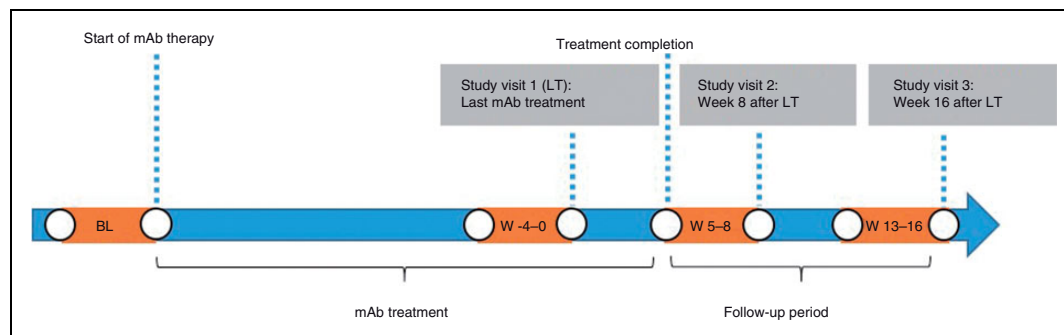 Start of mAb therapy
Treatment completion
Study visit 1 (LT):
Last mAb treatment
Study visit 2:
Week 8 after LT
Study visit 3:
Week 16 after LT
BL
W -4–0
W 5–8
W 13–16
mAb treatment
Follow-up period